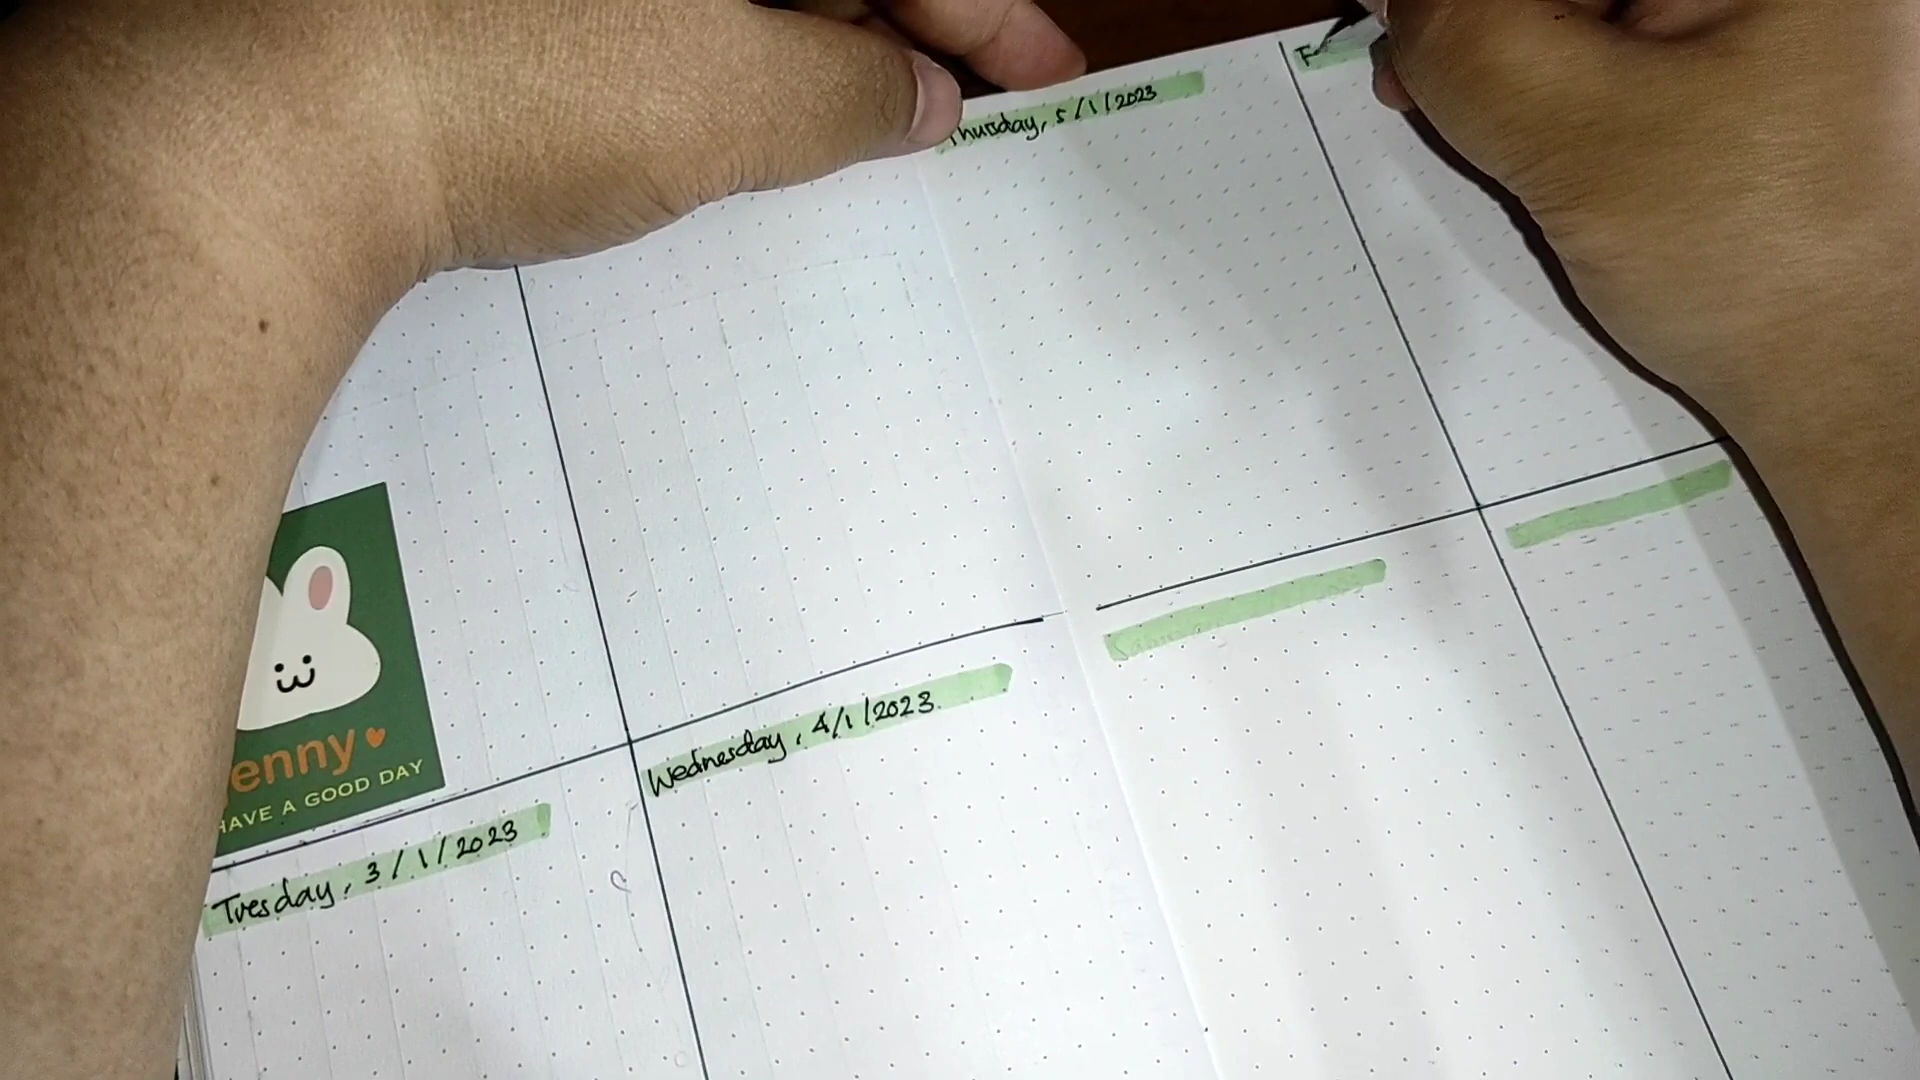 Thursday, 5/1/2023
F
enny
HAVE A GOOD DAY
Tuesday, 3/1/2023
Wednesday, 4/1/2023.